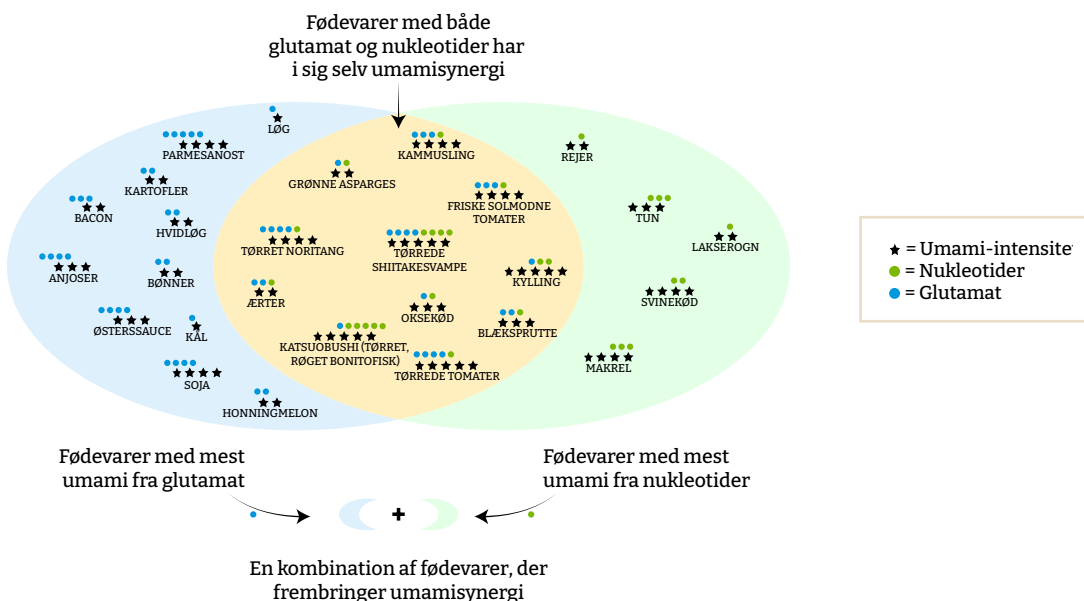 Fødevarer med både
glutamat og nukleotider har
i sig selv umamisynergi
LØG
PARMESANOST
KAMMUSLING
REJER
KARTOFLER
GRØNNE ASPARGES
BACON
FRISKE SOLMODNE
TOMATER
TUN
HVIDLØG
LAKSEROGN
TØRRET NORITANG
TØRREDE
SHIITAKESVAMPE
ANJOSER
BØNNER
KYLLING
SVINEKØD
ÆRTER
OKSEKØD
ØSTERSSAUCE
KÅL
BLÆKSPRUTTE
KATSUOBUSHI (TØRRET,
RØGET BONITOFISK)
MAKREL
TØRREDE TOMATER
SOJA
HONNINGMELON
★ = Umami-intensite
● = Nukleotider
● = Glutamat
Fødevarer med mest
umami fra glutamat
Fødevarer med mest
umami fra nukleotider
+
En kombination af fødevarer, der
frembringer umamisynergi